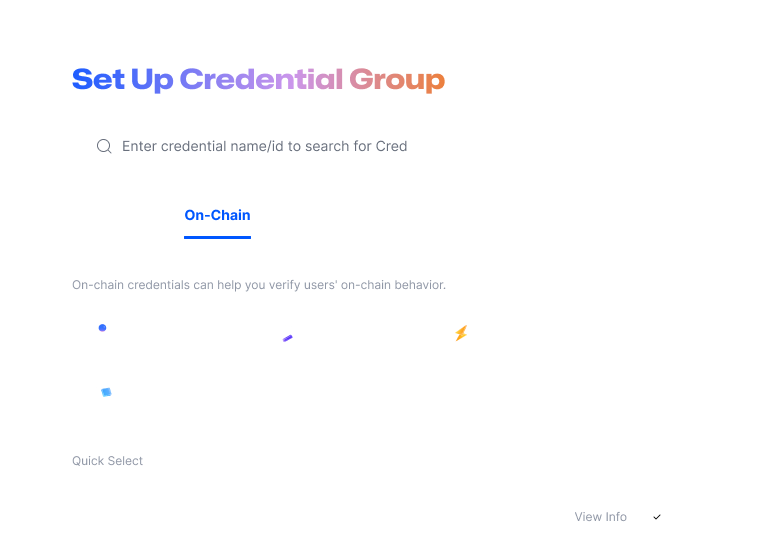 Set Up Credential Group
Enter credential name/id to search for Cred
On-Chain
On-chain credentials can help you verify users' on-chain behavior.
Quick Select
View Info